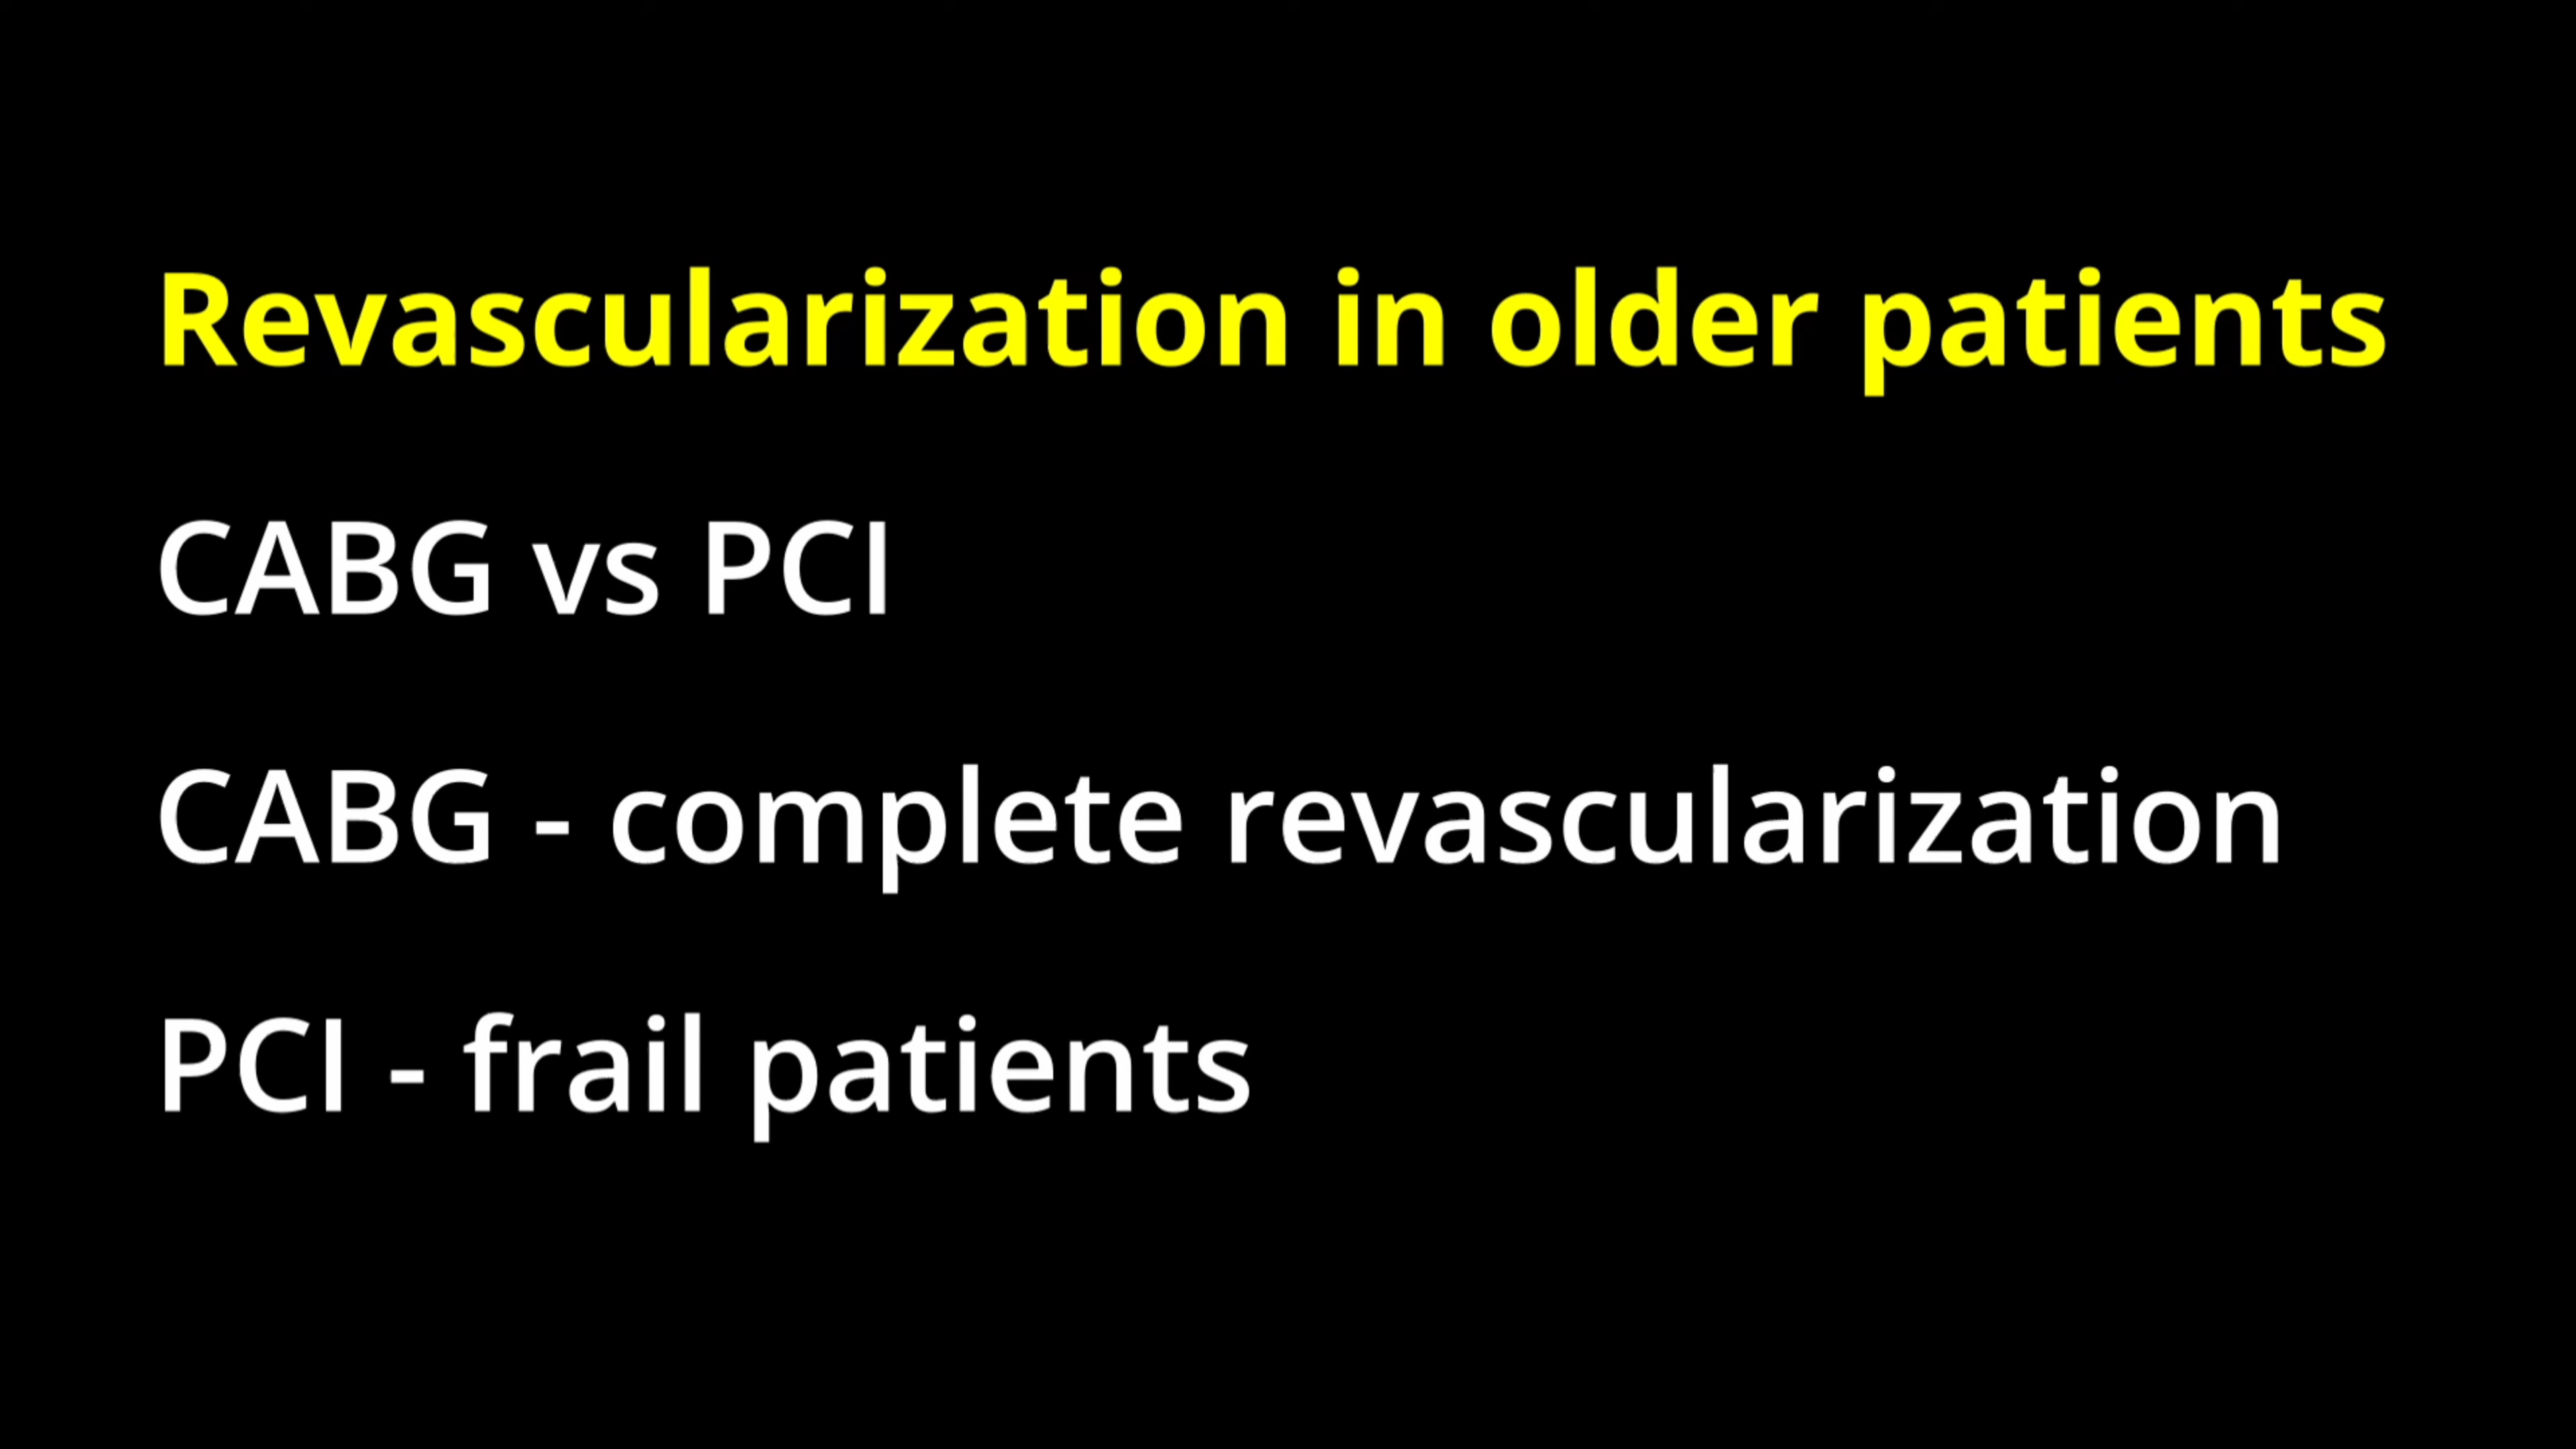 Revascularization in older patients
CABG vs PCI
CABG - complete revascularization
PCI - frail patients